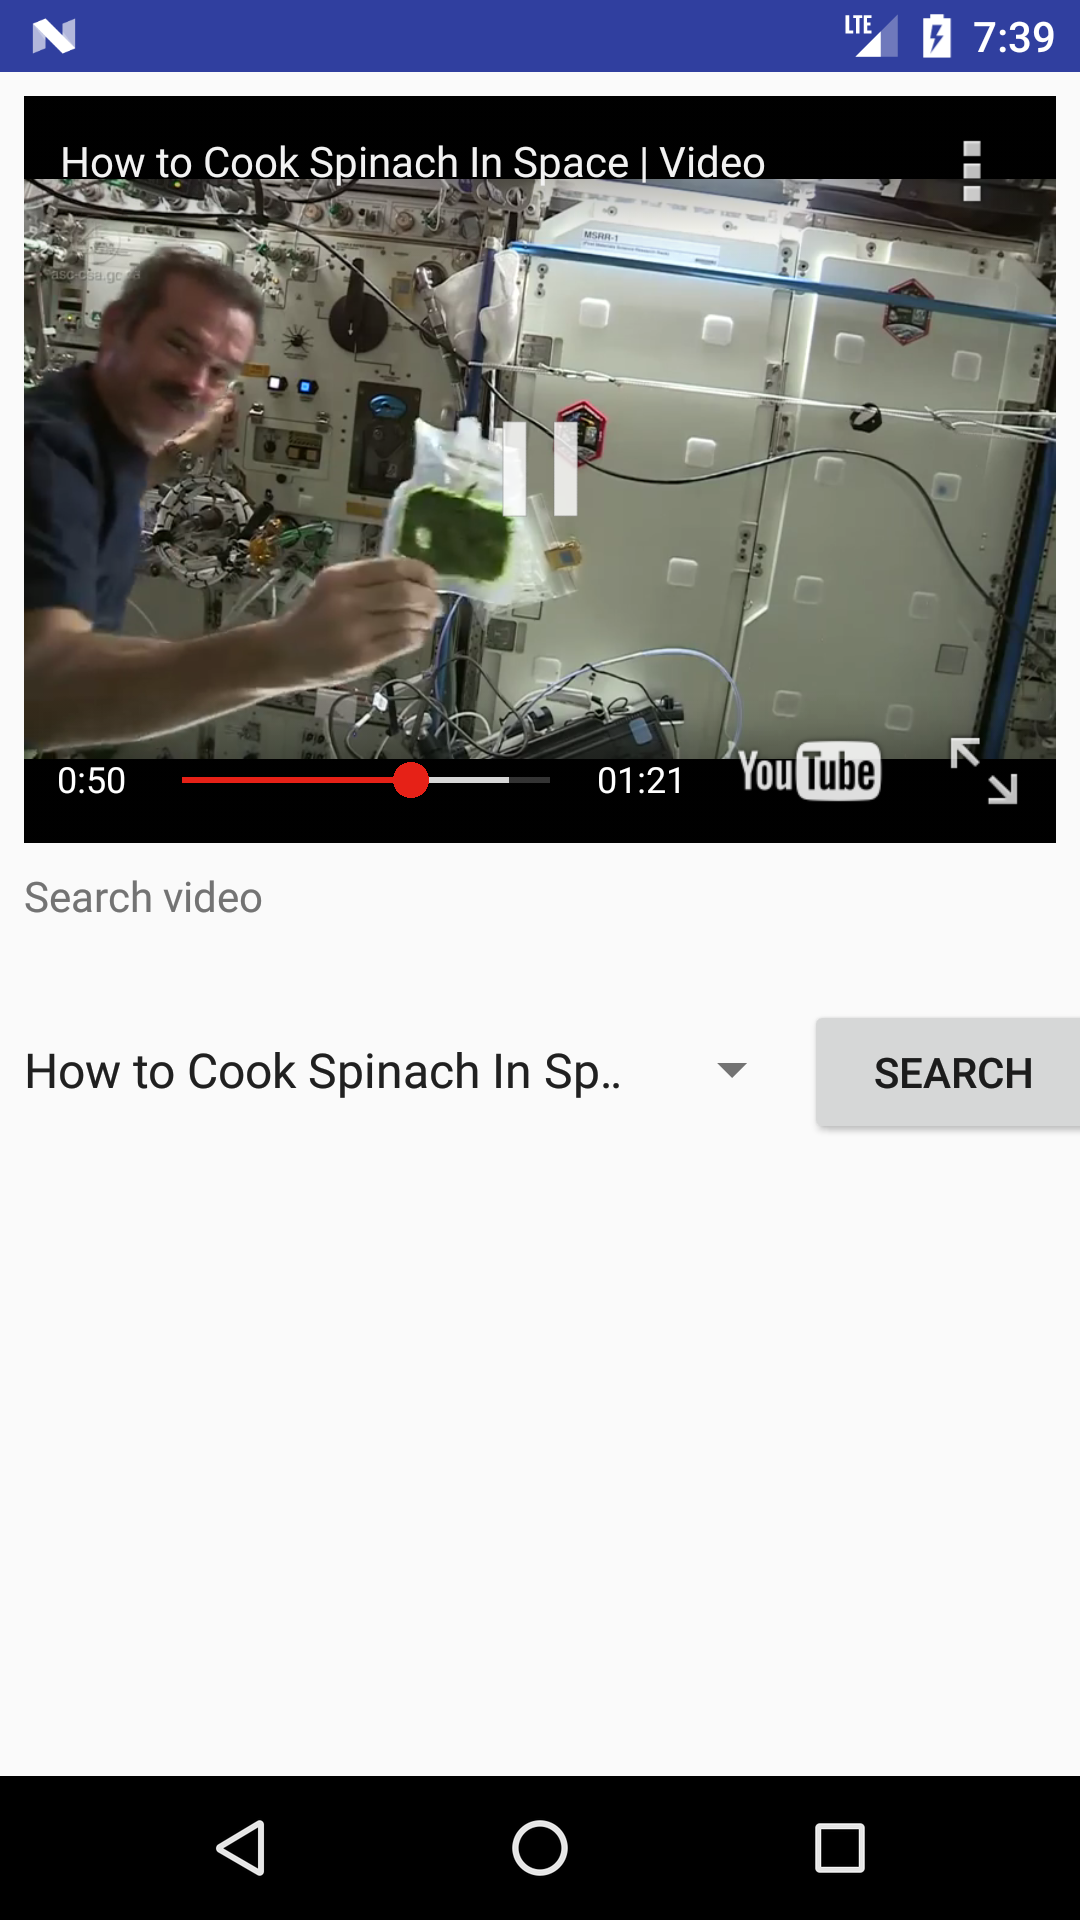 LTE 7:39
How to Cook Spinach In Space | Video
MSRR-1
asc-csa.gc.ca
0:50 01:21 YouTube
Search video
How to Cook Spinach In Sp..
SEARCH